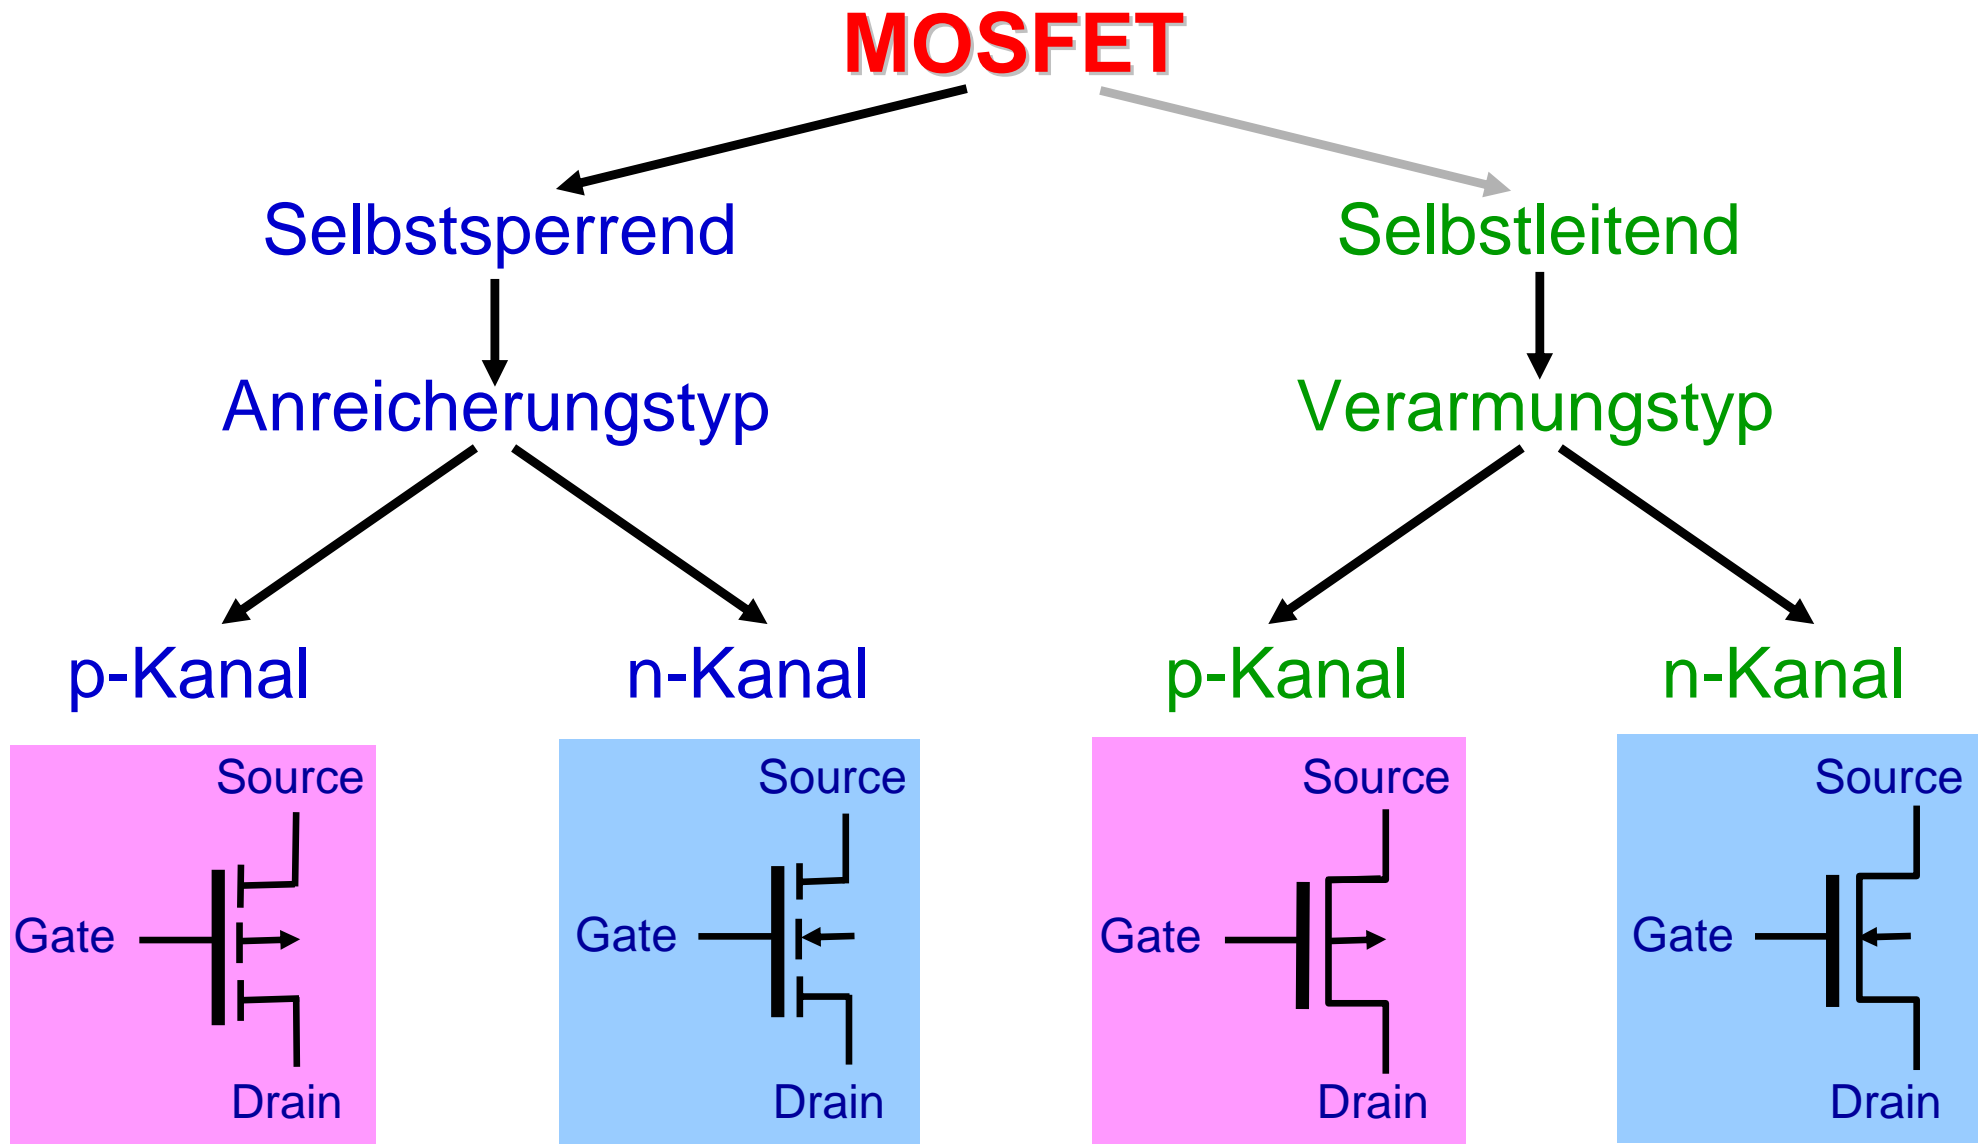 MOSFET
Selbstsperrend
Selbstleitend
Anreicherungstyp
Verarmungstyp
p-Kanal
n-Kanal
p-Kanal
n-Kanal
Source
Gate
Drain
Source
Gate
Drain
Source
Gate
Drain
Source
Gate
Drain